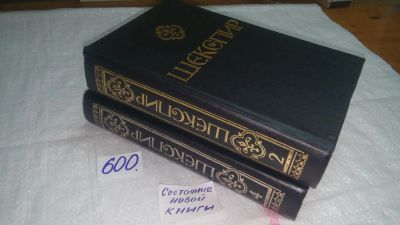 ШЕКСПИР
ШЕКСПИР 2
ШЕКСПИР 4
600.
Состояние
новой
книги